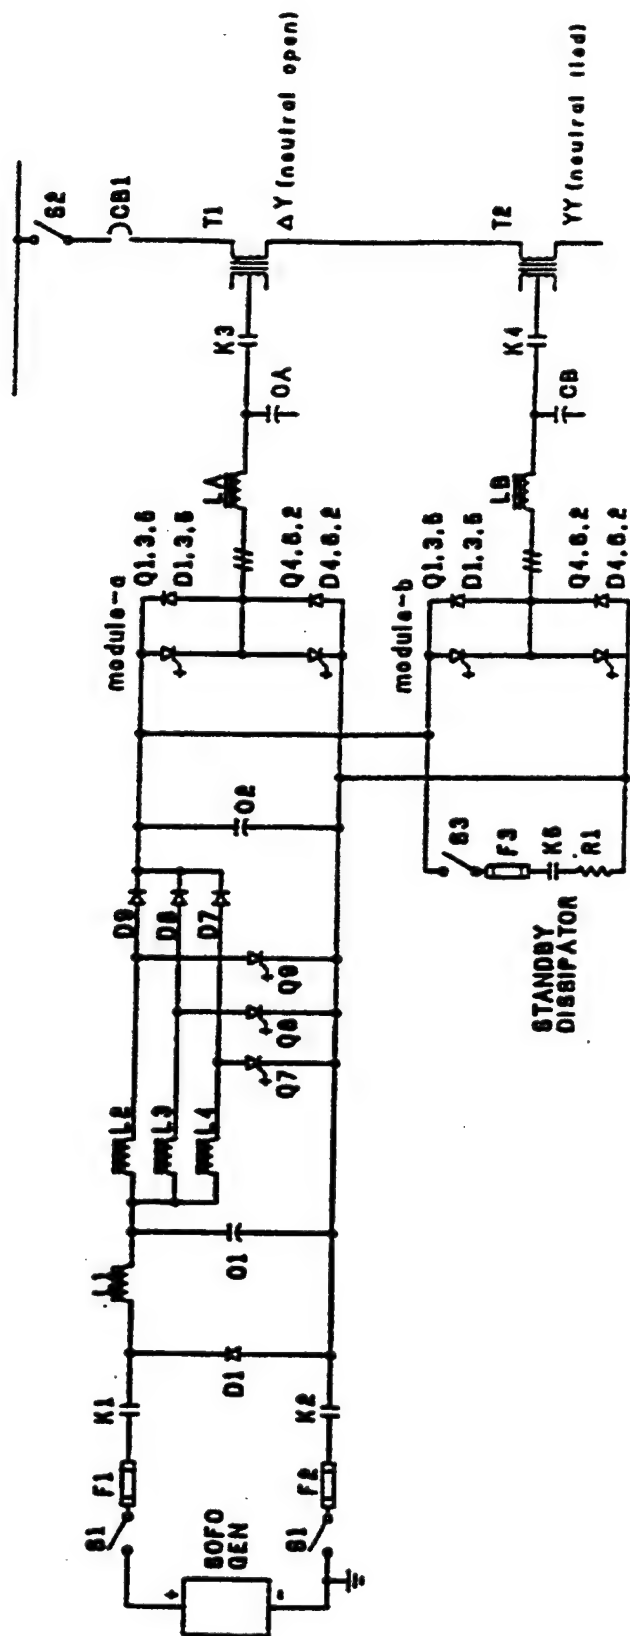 SOFC
GEN
+
-
S1
F1
K1
S1
F2
K2
D1
L1
C1
L2
L3
L4
D9
D8
D7
Q7
Q8
Q9
C2
module-a
Q1,3,5
D1,3,5
Q4,6,2
D4,6,2
LA
CA
K3
T1
S2
CB1
ΔY(neutral open)
STANDBY
DISSIPATOR
S3
F3
K5
R1
module-b
Q1,3,5
D1,3,5
Q4,6,2
D4,6,2
LB
CB
K4
T2
YY(neutral tied)